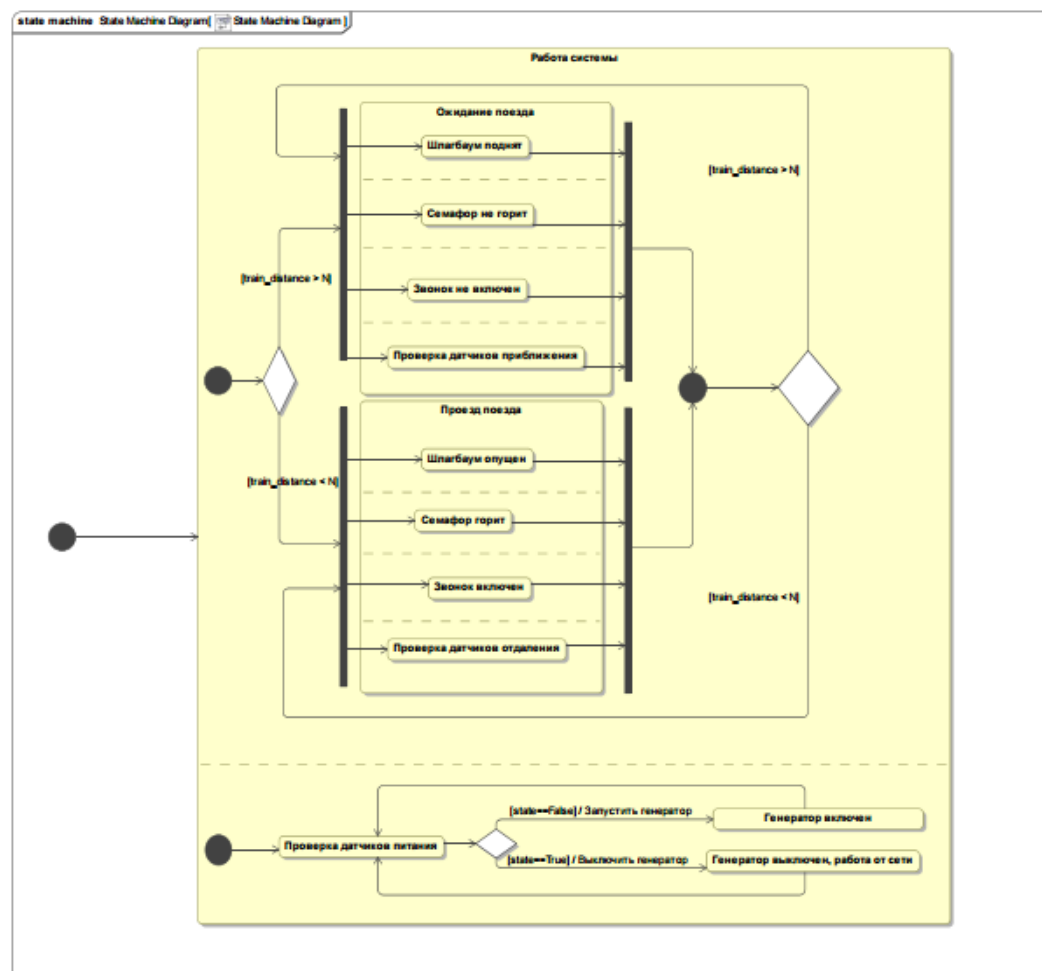 state machine State Machine Diagram[ State Machine Diagram ]
Работа системы
Ожидание поезда
Шлагбаум поднят
[train_distance > N]
Семафор не горит
[train_distance > N]
Звонок не включен
Проверка датчиков приближения
Проезд поезда
Шлагбаум опущен
[train_distance < N]
Семафор горит
Звонок включен
[train_distance < N]
Проверка датчиков отдаления
[state==False] / Запустить генератор
Генератор включен
Проверка датчиков питания
[state==True] / Выключить генератор
Генератор выключен, работа от сети